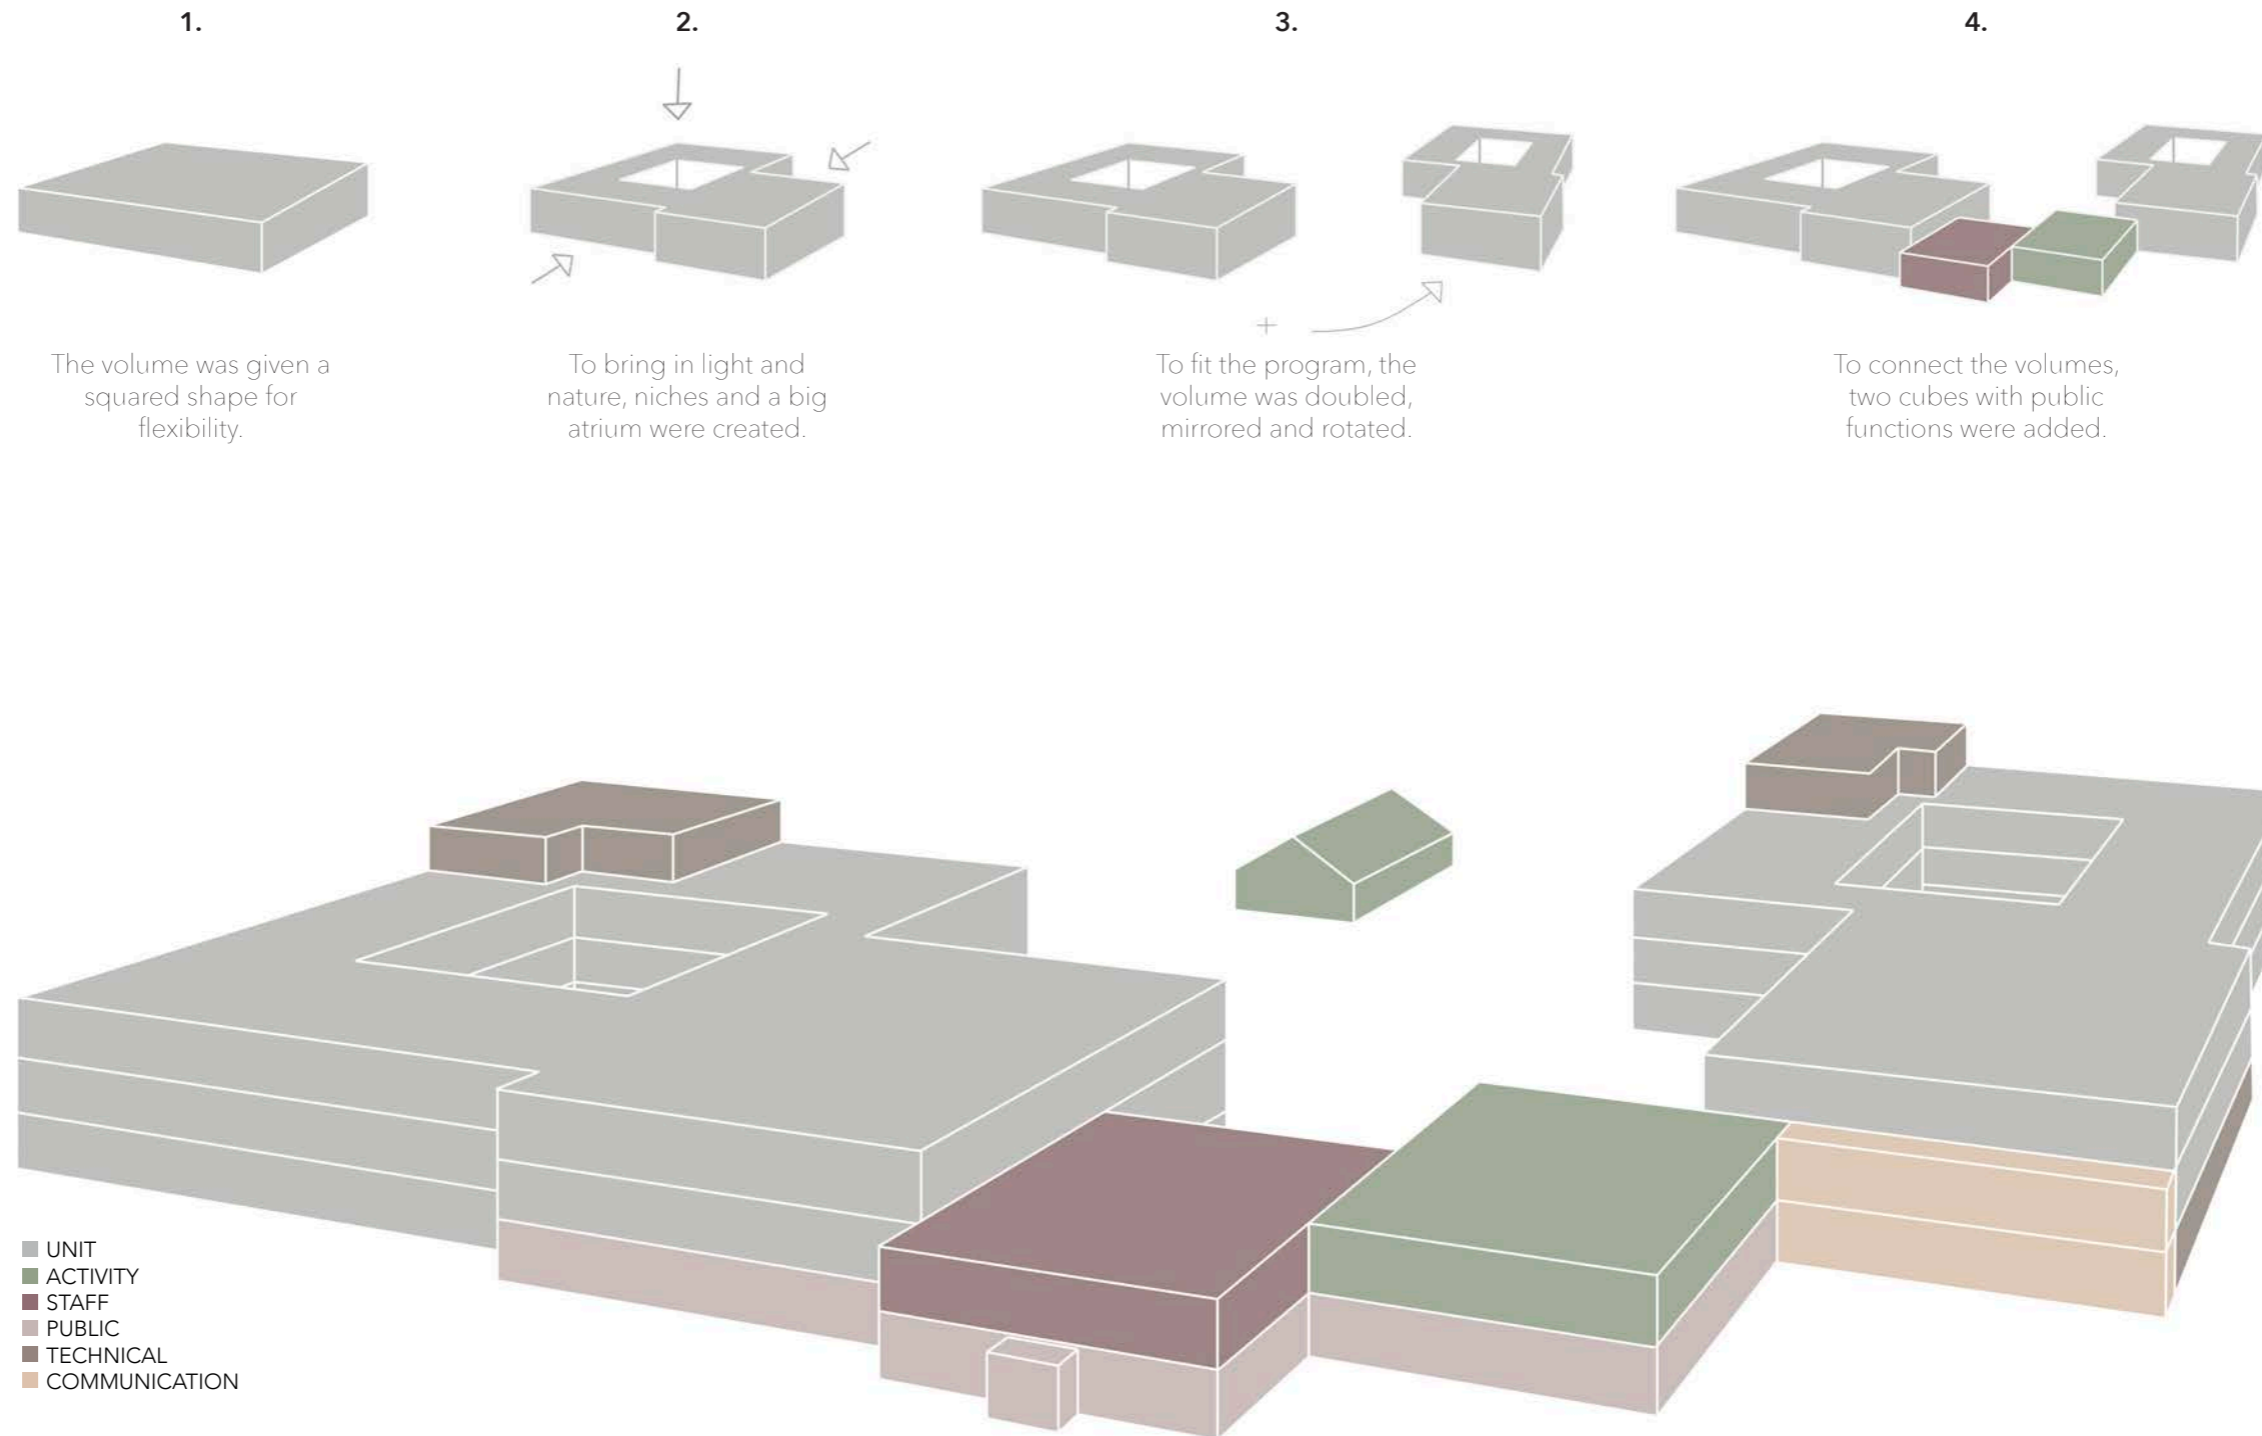 1.
2.
3.
4.
The volume was given a
squared shape for
flexibility.
To bring in light and
nature, niches and a big
atrium were created.
+
To fit the program, the
volume was doubled,
mirrored and rotated.
To connect the volumes,
two cubes with public
functions were added.
UNIT
ACTIVITY
STAFF
PUBLIC
TECHNICAL
COMMUNICATION